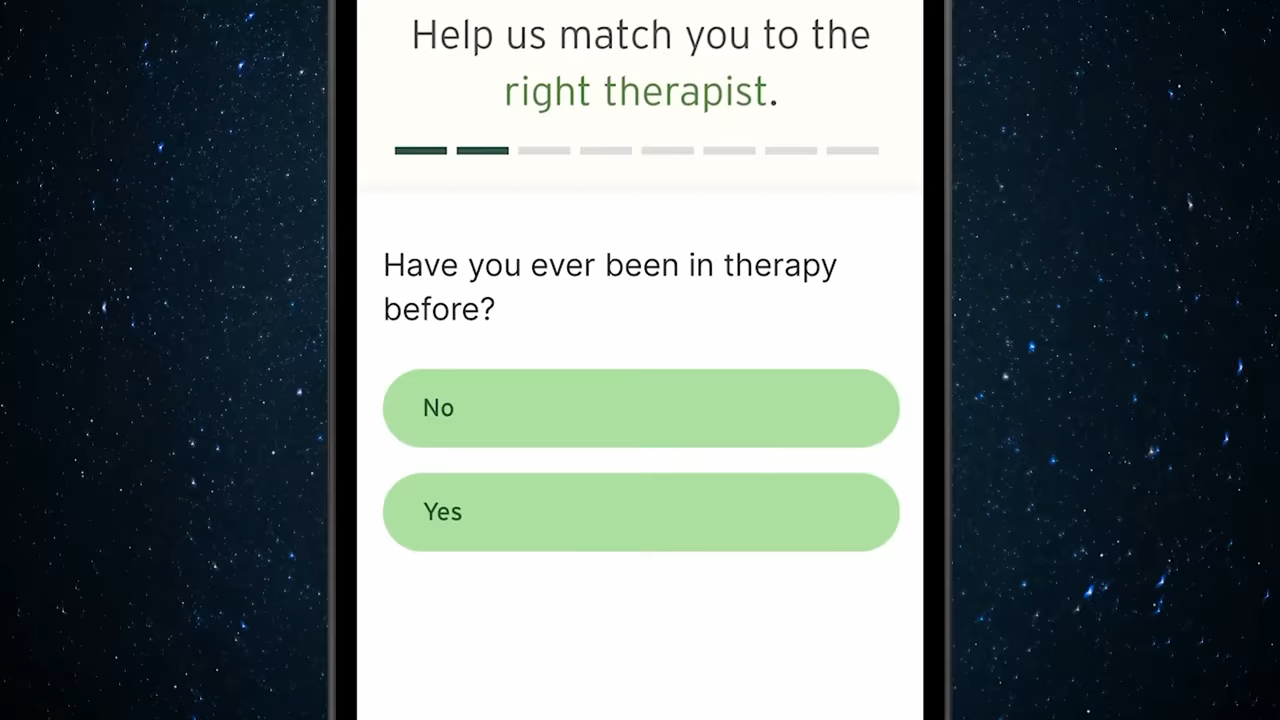 Help us match you to the
right therapist.
Have you ever been in therapy
before?
No
Yes